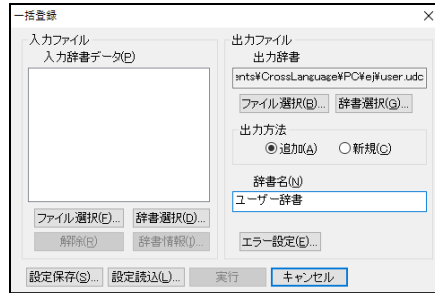 一括登録
入力ファイル
入力辞書データ(P)
ファイル選択(F)...
辞書選択(D)...
解除(R)
辞書情報(I)...
出力ファイル
出力辞書
ents¥CrossLanguage¥PC¥ej¥user.udc
ファイル選択(B)...
辞書選択(G)...
出力方法
追加(A)
新規(C)
辞書名(N)
ユーザー辞書
エラー設定(E)...
設定保存(S)...
設定読込(L)...
実行
キャンセル